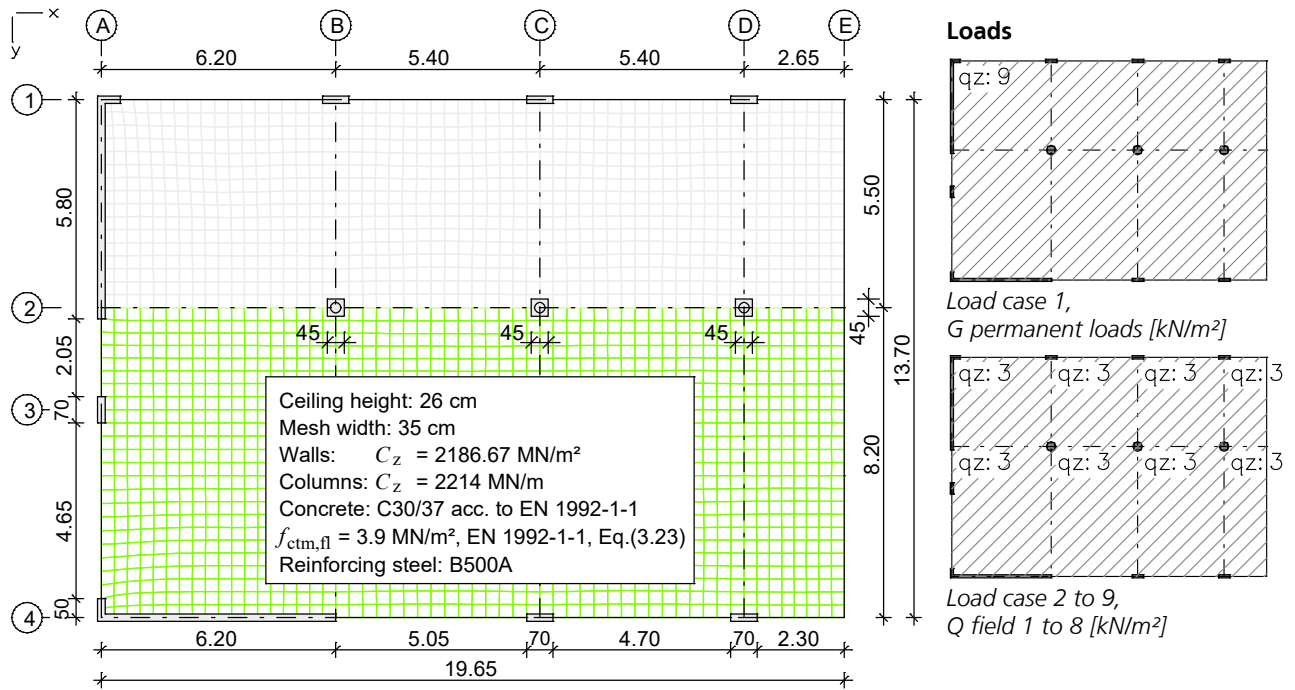 x
y
A
B
C
D
E
6.20
5.40
5.40
2.65
1
2
3
4
5.80
2.05
70
4.65
50
45
45
45
45
5.50
8.20
13.70
Ceiling height: 26 cm
Mesh width: 35 cm
Walls: Cz = 2186.67 MN/m²
Columns: Cz = 2214 MN/m
Concrete: C30/37 acc. to EN 1992-1-1
fctm,fl = 3.9 MN/m², EN 1992-1-1, Eq.(3.23)
Reinforcing steel: B500A
6.20
5.05
70
4.70
70
2.30
19.65
Loads
qz: 9
Load case 1,
G permanent loads [kN/m²]
qz: 3 qz: 3 qz: 3 qz: 3
qz: 3 qz: 3 qz: 3 qz: 3
Load case 2 to 9,
Q field 1 to 8 [kN/m²]